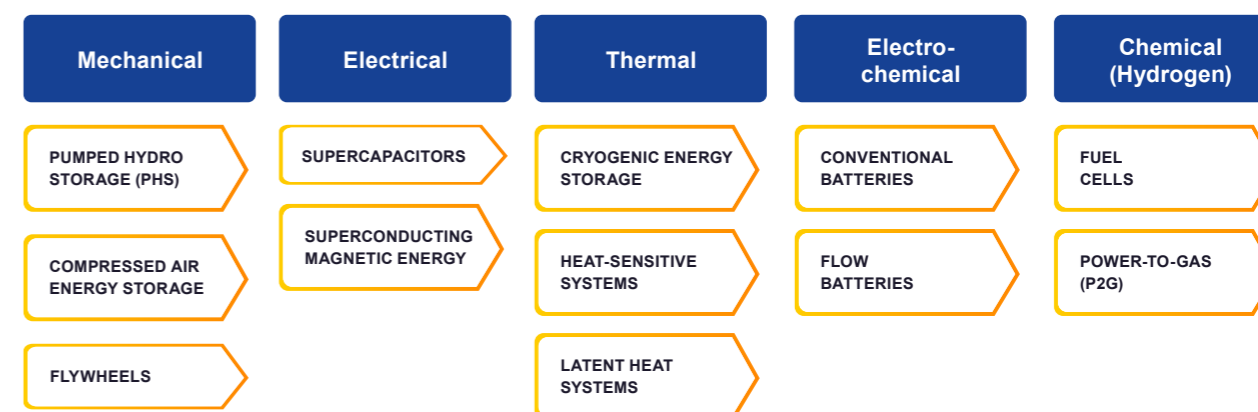 Mechanical
PUMPED HYDRO
STORAGE (PHS)
COMPRESSED AIR
ENERGY STORAGE
FLYWHEELS
Electrical
SUPERCAPACITORS
SUPERCONDUCTING
MAGNETIC ENERGY
Thermal
CRYOGENIC ENERGY
STORAGE
HEAT-SENSITIVE
SYSTEMS
LATENT HEAT
SYSTEMS
Electro-
chemical
CONVENTIONAL
BATTERIES
FLOW
BATTERIES
Chemical
(Hydrogen)
FUEL
CELLS
POWER-TO-GAS
(P2G)